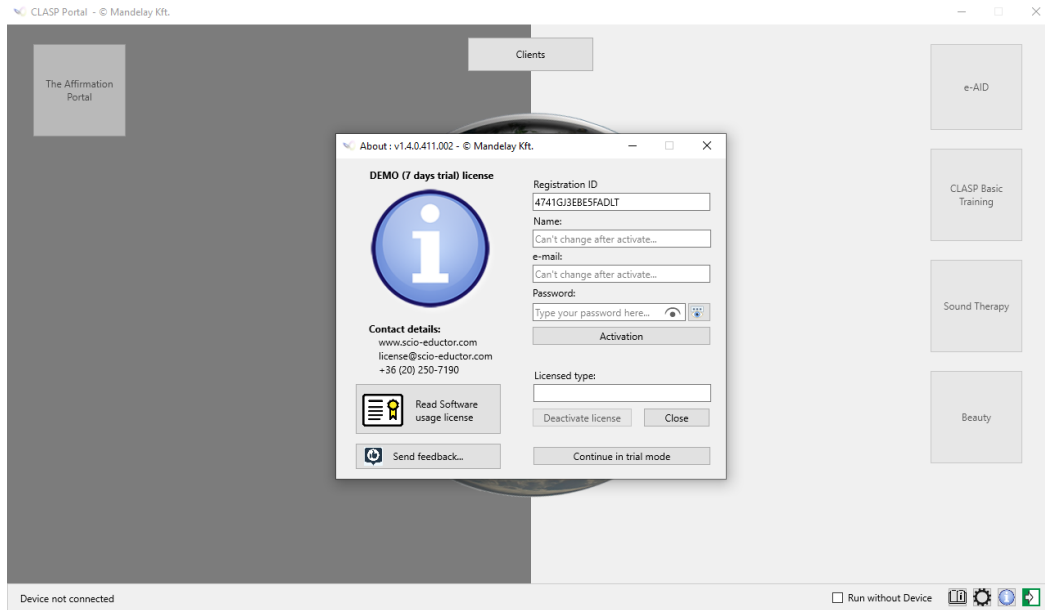 CLASP Portal - © Mandelay Kft.
The Affirmation
Portal
Clients
e-AID
CLASP Basic
Training
Sound Therapy
Beauty
About : v1.4.0.411.002 - © Mandelay Kft.
DEMO (7 days trial) license
Contact details:
www.scio-eductor.com
license@scio-eductor.com
+36 (20) 250-7190
Read Software
usage license
Send feedback...
Registration ID
4741GJ3EBE5FADLT
Name:
Can't change after activate...
e-mail:
Can't change after activate...
Password:
Type your password here...
Activation
Licensed type:
Deactivate license
Close
Continue in trial mode
Device not connected
Run without Device